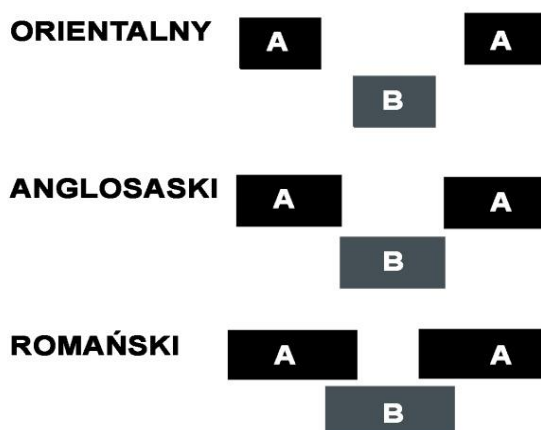 ORIENTALNY A A
B
ANGLOSASKI A A
B
ROMAŃSKI A A
B